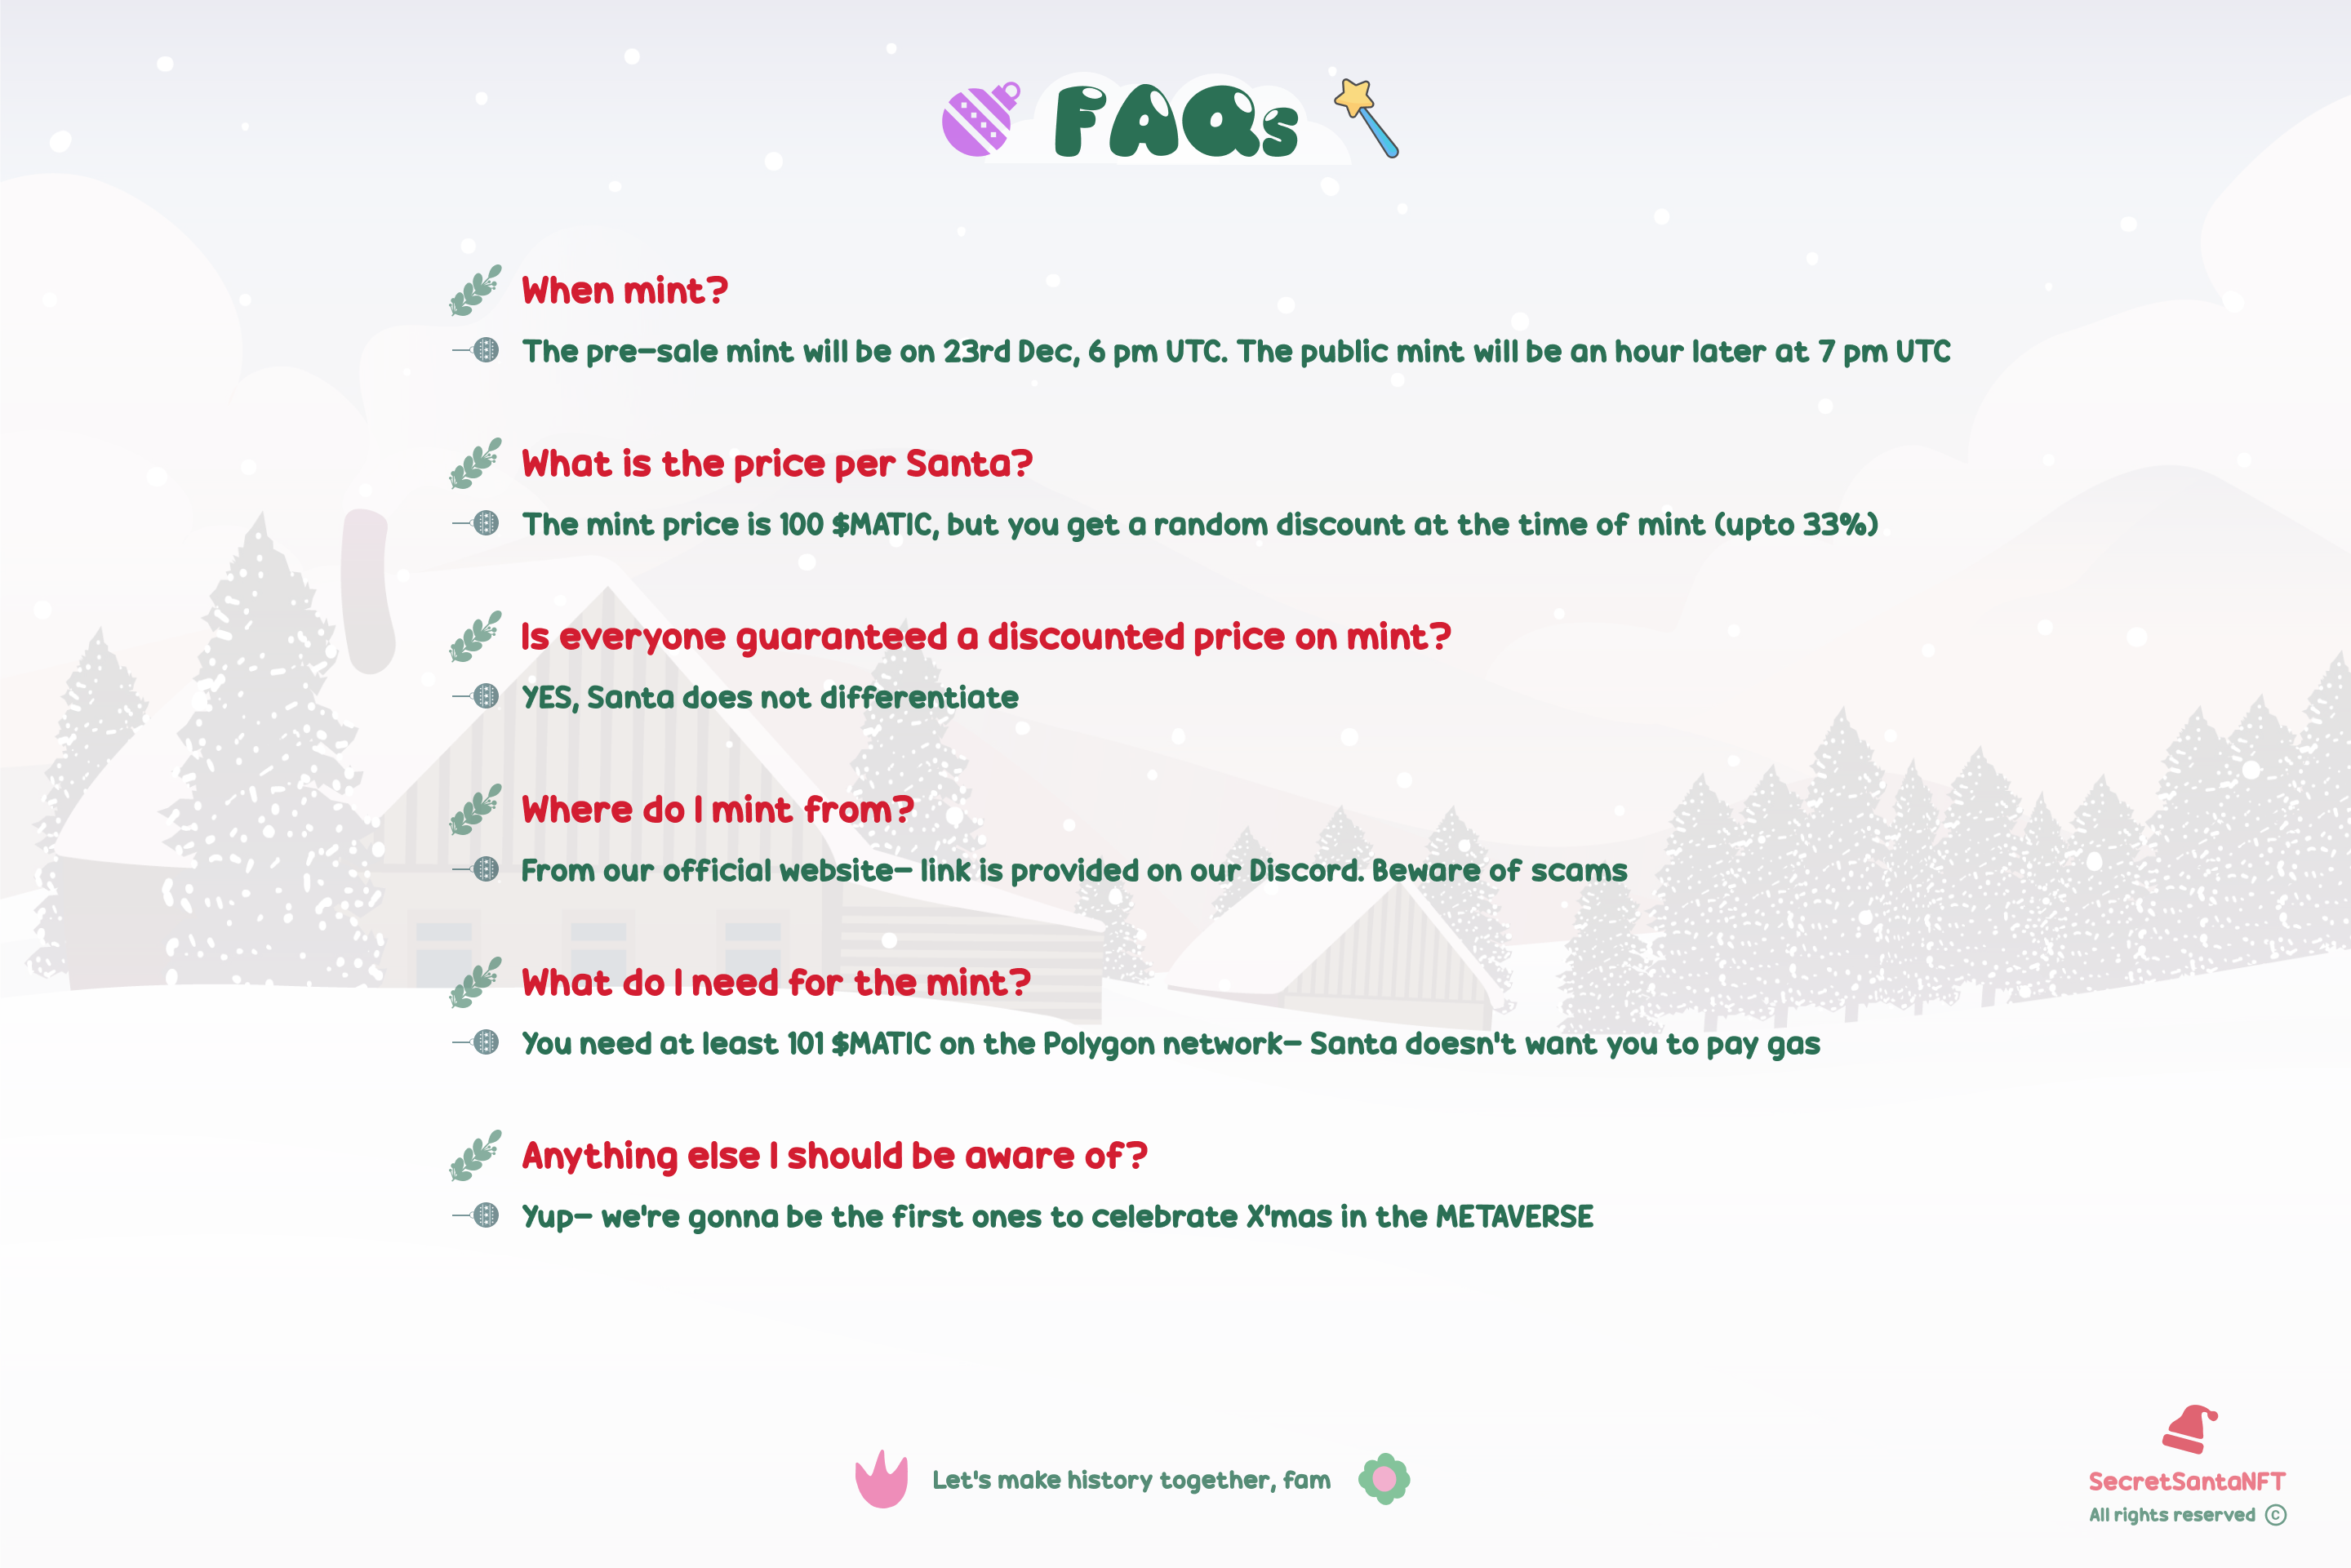 FAQs
When mint?
The pre-sale mint will be on 23rd Dec, 6 pm UTC. The public mint will be an hour later at 7 pm UTC
What is the price per Santa?
The mint price is 100 $MATIC, but you get a random discount at the time of mint (upto 33%)
Is everyone guaranteed a discounted price on mint?
YES, Santa does not differentiate
Where do I mint from?
From our official website- link is provided on our Discord. Beware of scams
What do I need for the mint?
You need at least 101 $MATIC on the Polygon network- Santa doesn't want you to pay gas
Anything else I should be aware of?
Yup- we're gonna be the first ones to celebrate X'mas in the METAVERSE
Let's make history together, fam
SecretSantaNFT
All rights reserved ©